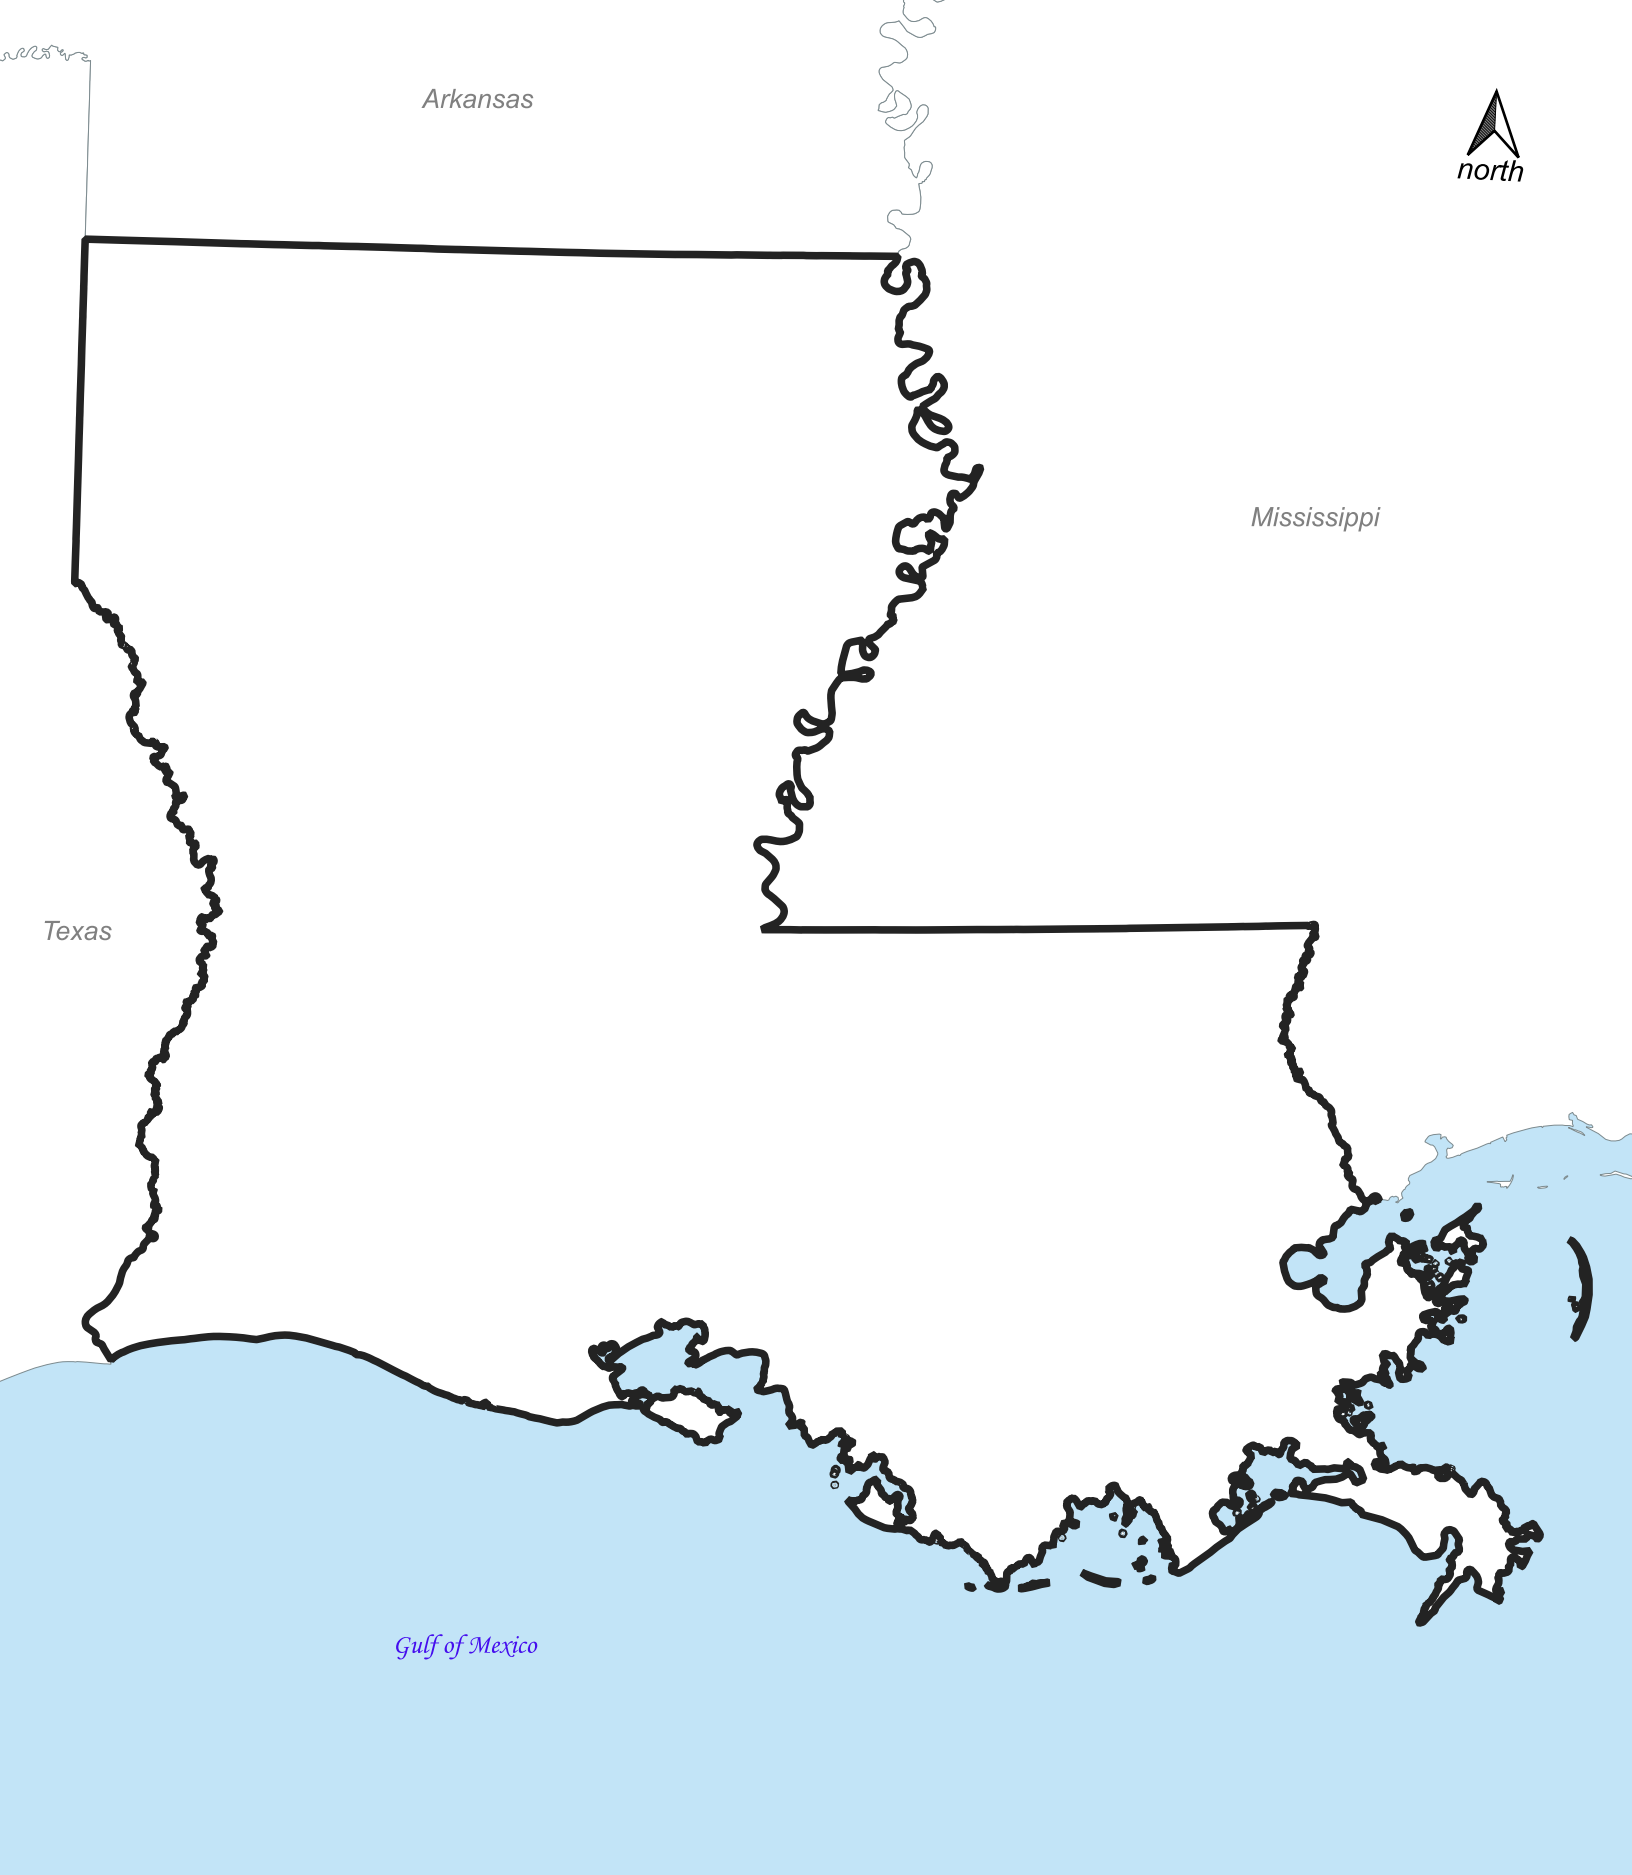 Arkansas
north
Mississippi
Texas
Gulf of Mexico